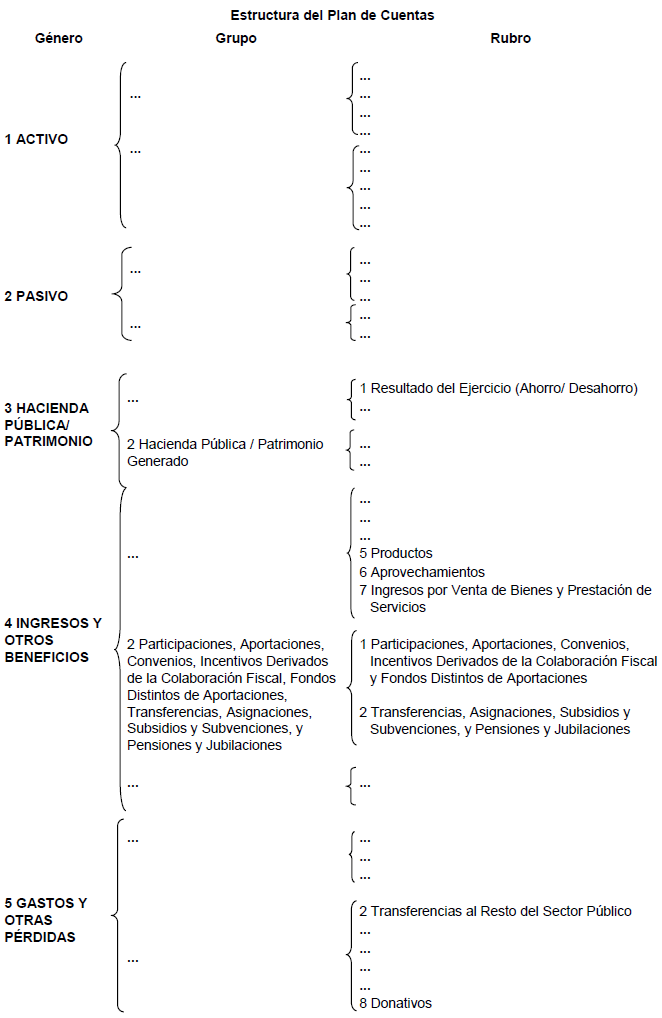 Estructura del Plan de Cuentas
Género Grupo Rubro
...
...
...
...
...
1 ACTIVO
...
...
...
...
...
...
...
...
...
...
2 PASIVO
...
...
...
...
3 HACIENDA
PÚBLICA/
PATRIMONIO
...
1 Resultado del Ejercicio (Ahorro/ Desahorro)
...
2 Hacienda Pública / Patrimonio
Generado
...
...
4 INGRESOS Y
OTROS
BENEFICIOS
...
...
...
...
5 Productos
6 Aprovechamientos
7 Ingresos por Venta de Bienes y Prestación de
Servicios
2 Participaciones, Aportaciones,
Convenios, Incentivos Derivados
de la Colaboración Fiscal, Fondos
Distintos de Aportaciones,
Transferencias, Asignaciones,
Subsidios y Subvenciones, y
Pensiones y Jubilaciones
1 Participaciones, Aportaciones, Convenios,
Incentivos Derivados de la Colaboración Fiscal
y Fondos Distintos de Aportaciones
2 Transferencias, Asignaciones, Subsidios y
Subvenciones, y Pensiones y Jubilaciones
...
...
5 GASTOS Y
OTRAS
PÉRDIDAS
...
...
...
...
...
2 Transferencias al Resto del Sector Público
...
...
...
...
8 Donativos